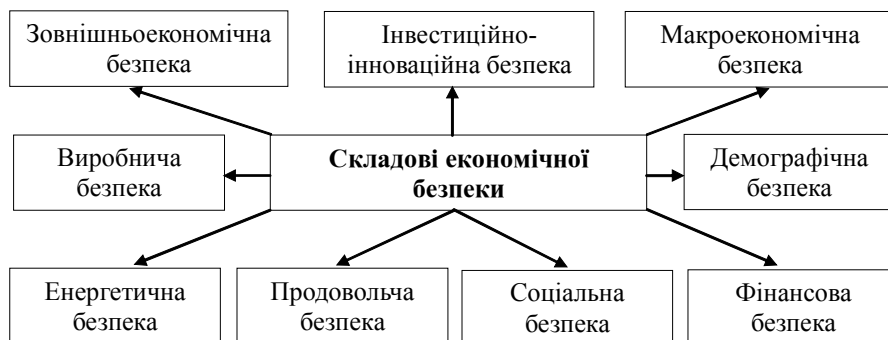 Зовнішньоекономічна
безпека
Інвестиційно-
інноваційна безпека
Макроекономічна
безпека
Виробнича
безпека
Складові економічної
безпеки
Демографічна
безпека
Енергетична
безпека
Продовольча
безпека
Соціальна
безпека
Фінансова
безпека